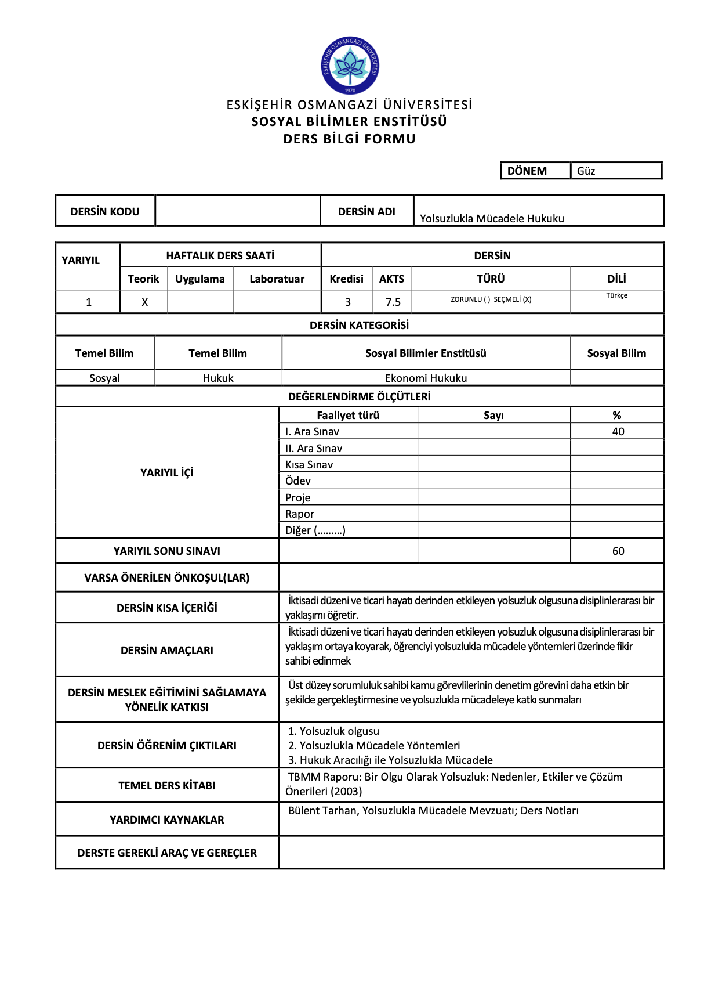 ESKİŞEHİR OSMANGAZİ ÜNİVERSİTESİ
1970
ESKİŞEHİR OSMANGAZİ ÜNİVERSİTESİ
SOSYAL BİLİMLER ENSTİTÜSÜ
DERS BİLGİ FORMU
DÖNEM Güz
DERSİN KODU DERSİN ADI Yolsuzlukla Mücadele Hukuku
YARIYIL HAFTALIK DERS SAATİ DERSİN
Teorik Uygulama Laboratuar Kredisi AKTS TÜRÜ DİLİ
1 X 3 7.5 ZORUNLU ( ) SEÇMELİ (X) Türkçe
DERSİN KATEGORİSİ
Temel Bilim Temel Bilim Sosyal Bilimler Enstitüsü Sosyal Bilim
Sosyal Hukuk Ekonomi Hukuku
DEĞERLENDİRME ÖLÇÜTLERİ
YARIYIL İÇİ
Faaliyet türü Sayı %
I. Ara Sınav 40
II. Ara Sınav
Kısa Sınav
Ödev
Proje
Rapor
Diğer (………)
YARIYIL SONU SINAVI 60
VARSA ÖNERİLEN ÖNKOŞUL(LAR)
DERSİN KISA İÇERİĞİ
İktisadi düzeni ve ticari hayatı derinden etkileyen yolsuzluk olgusuna disiplinlerarası bir
yaklaşımı öğretir.
DERSİN AMAÇLARI
İktisadi düzeni ve ticari hayatı derinden etkileyen yolsuzluk olgusuna disiplinlerarası bir
yaklaşım ortaya koyarak, öğrenciyi yolsuzlukla mücadele yöntemleri üzerinde fikir
sahibi edinmek
DERSİN MESLEK EĞİTİMİNİ SAĞLAMAYA
YÖNELİK KATKISI
Üst düzey sorumluluk sahibi kamu görevlilerinin denetim görevini daha etkin bir
şekilde gerçekleştirmesine ve yolsuzlukla mücadeleye katkı sunmaları
DERSİN ÖĞRENİM ÇIKTILARI
1. Yolsuzluk olgusu
2. Yolsuzlukla Mücadele Yöntemleri
3. Hukuk Aracılığı ile Yolsuzlukla Mücadele
TEMEL DERS KİTABI
TBMM Raporu: Bir Olgu Olarak Yolsuzluk: Nedenler, Etkiler ve Çözüm
Önerileri (2003)
YARDIMCI KAYNAKLAR
Bülent Tarhan, Yolsuzlukla Mücadele Mevzuatı; Ders Notları
DERSTE GEREKLİ ARAÇ VE GEREÇLER